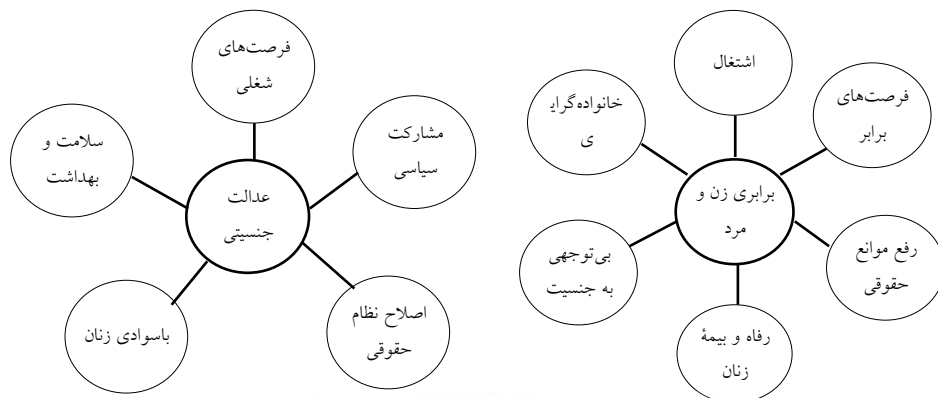 اشتغال
فرصت‌های
برابر
رفع موانع
حقوقی
رفاه و بیمهٔ
زنان
بی‌توجهی
به جنسیت
خانواده‌گرای
ی
برابری زن و
مرد
فرصت‌های
شغلی
مشارکت
سیاسی
اصلاح نظام
حقوقی
باسوادی زنان
سلامت و
بهداشت
عدالت
جنسیتی